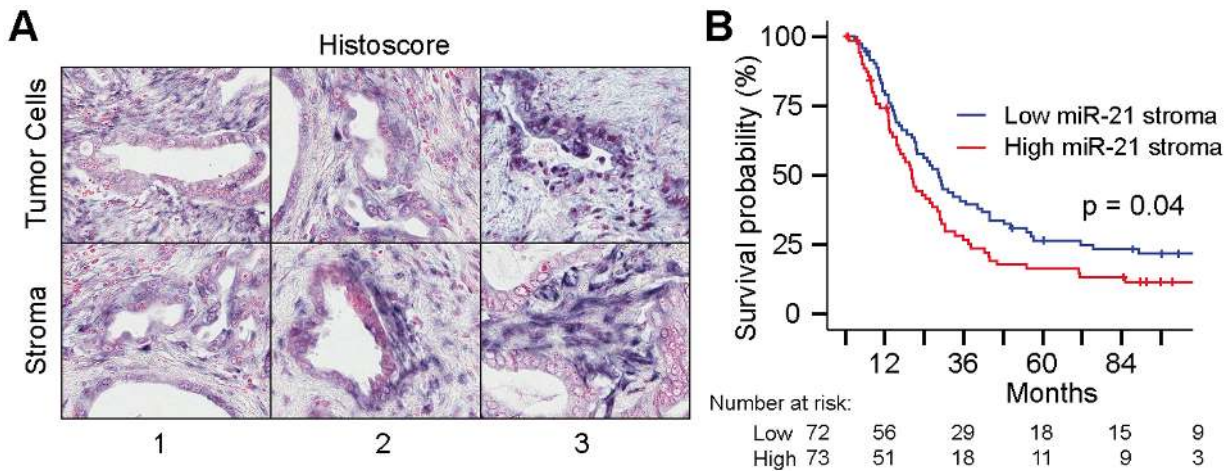 A
Histoscore
Tumor Cells
Stroma
1 2 3
B
Survival probability (%)
100
75
50
25
0
Low miR-21 stroma
High miR-21 stroma
p = 0.04
12 36 60 84
Months
Number at risk:
Low 72 56 29 18 15 9
High 73 51 18 11 9 3